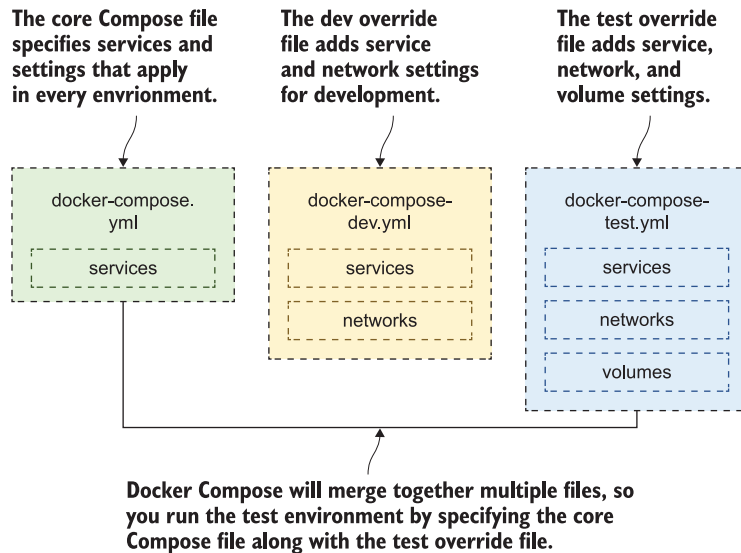 The core Compose file
specifies services and
settings that apply
in every envrionment.
The dev override
file adds service
and network settings
for development.
The test override
file adds service,
network, and
volume settings.
docker-compose.
yml
services
docker-compose-
dev.yml
services
networks
docker-compose-
test.yml
services
networks
volumes
Docker Compose will merge together multiple files, so
you run the test environment by specifying the core
Compose file along with the test override file.